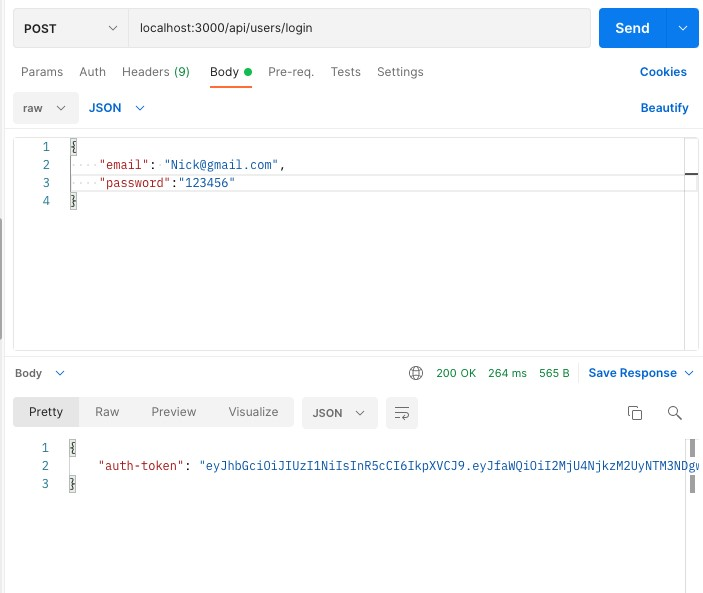 POST localhost:3000/api/users/login Send
Params Auth Headers (9) Body Pre-req. Tests Settings Cookies
raw JSON Beautify
1 {
2 "email": "Nick@gmail.com",
3 "password":"123456"
4 }
Body 200 OK 264 ms 565 B Save Response
Pretty Raw Preview Visualize JSON
1 {
2 "auth-token": "eyJhbGciOiJIUzI1NiIsInR5cCI6IkpXVCJ9.eyJfaWQiOiI2MjU4NjkzM2UyNTM3NDgw
3 }